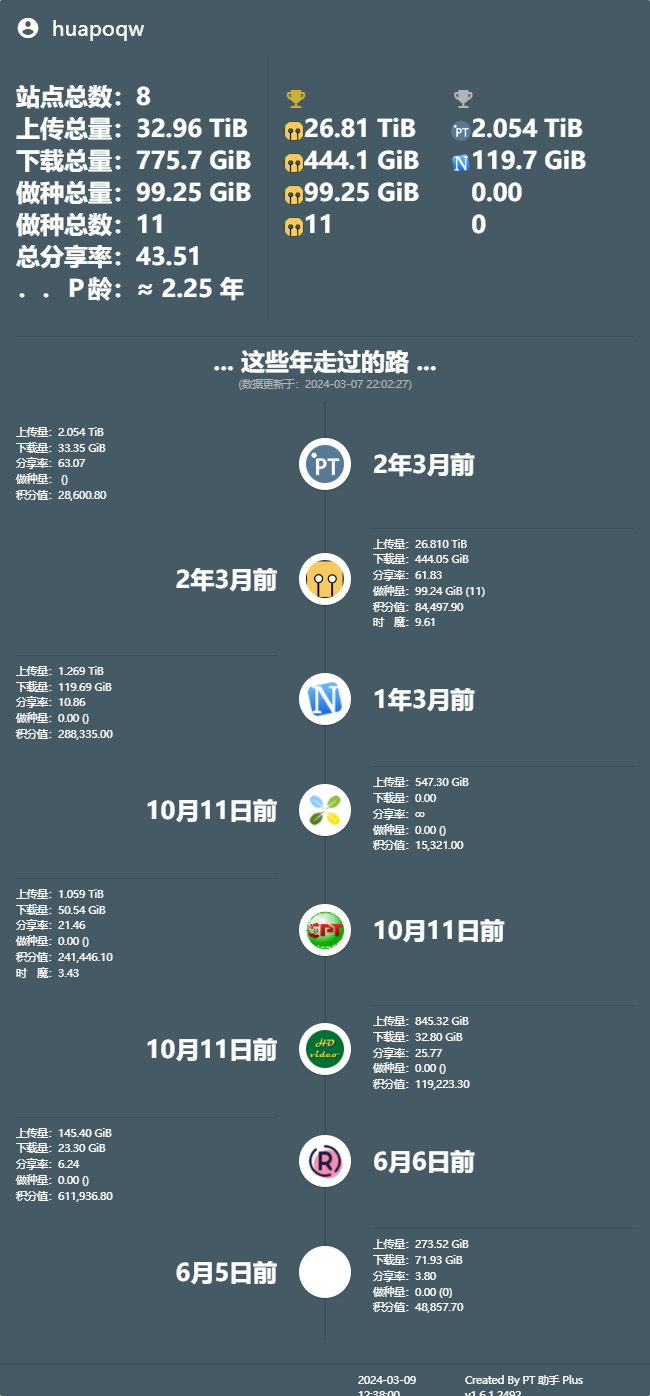 huapoqw
站点总数：8
上传总量：32.96 TiB
下载总量：775.7 GiB
做种总量：99.25 GiB
做种总数：11
总分享率：43.51
．．P龄：≈ 2.25 年
26.81 TiB
444.1 GiB
99.25 GiB
11
PT 2.054 TiB
N 119.7 GiB
0.00
0
... 这些年走过的路 ...
(数据更新于：2024-03-07 22:02:27)
上传量：2.054 TiB
下载量：33.35 GiB
分享率：63.07
做种量： ()
积分值：28,600.80
PT
2年3月前
2年3月前
上传量：26.810 TiB
下载量：444.05 GiB
分享率：61.83
做种量：99.24 GiB (11)
积分值：84,497.90
时　魔：9.61
上传量：1.269 TiB
下载量：119.69 GiB
分享率：10.86
做种量：0.00 ()
积分值：288,335.00
N
1年3月前
10月11日前
上传量：547.30 GiB
下载量：0.00
分享率：∞
做种量：0.00 ()
积分值：15,321.00
上传量：1.059 TiB
下载量：50.54 GiB
分享率：21.46
做种量：0.00 ()
积分值：241,446.10
时　魔：3.43
10月11日前
10月11日前
HD
video
上传量：845.32 GiB
下载量：32.80 GiB
分享率：25.77
做种量：0.00 ()
积分值：119,223.30
上传量：145.40 GiB
下载量：23.30 GiB
分享率：6.24
做种量：0.00 ()
积分值：611,936.80
R
6月6日前
6月5日前
上传量：273.52 GiB
下载量：71.93 GiB
分享率：3.80
做种量：0.00 (0)
积分值：48,857.70
2024-03-09
12:38:00
Created By PT 助手 Plus
v1.6.1.2492